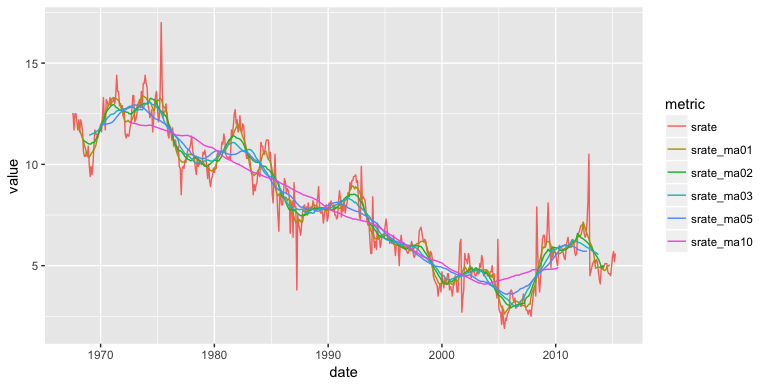 value
15
10
5
1970
1980
1990
2000
2010
date
metric
srate
srate_ma01
srate_ma02
srate_ma03
srate_ma05
srate_ma10